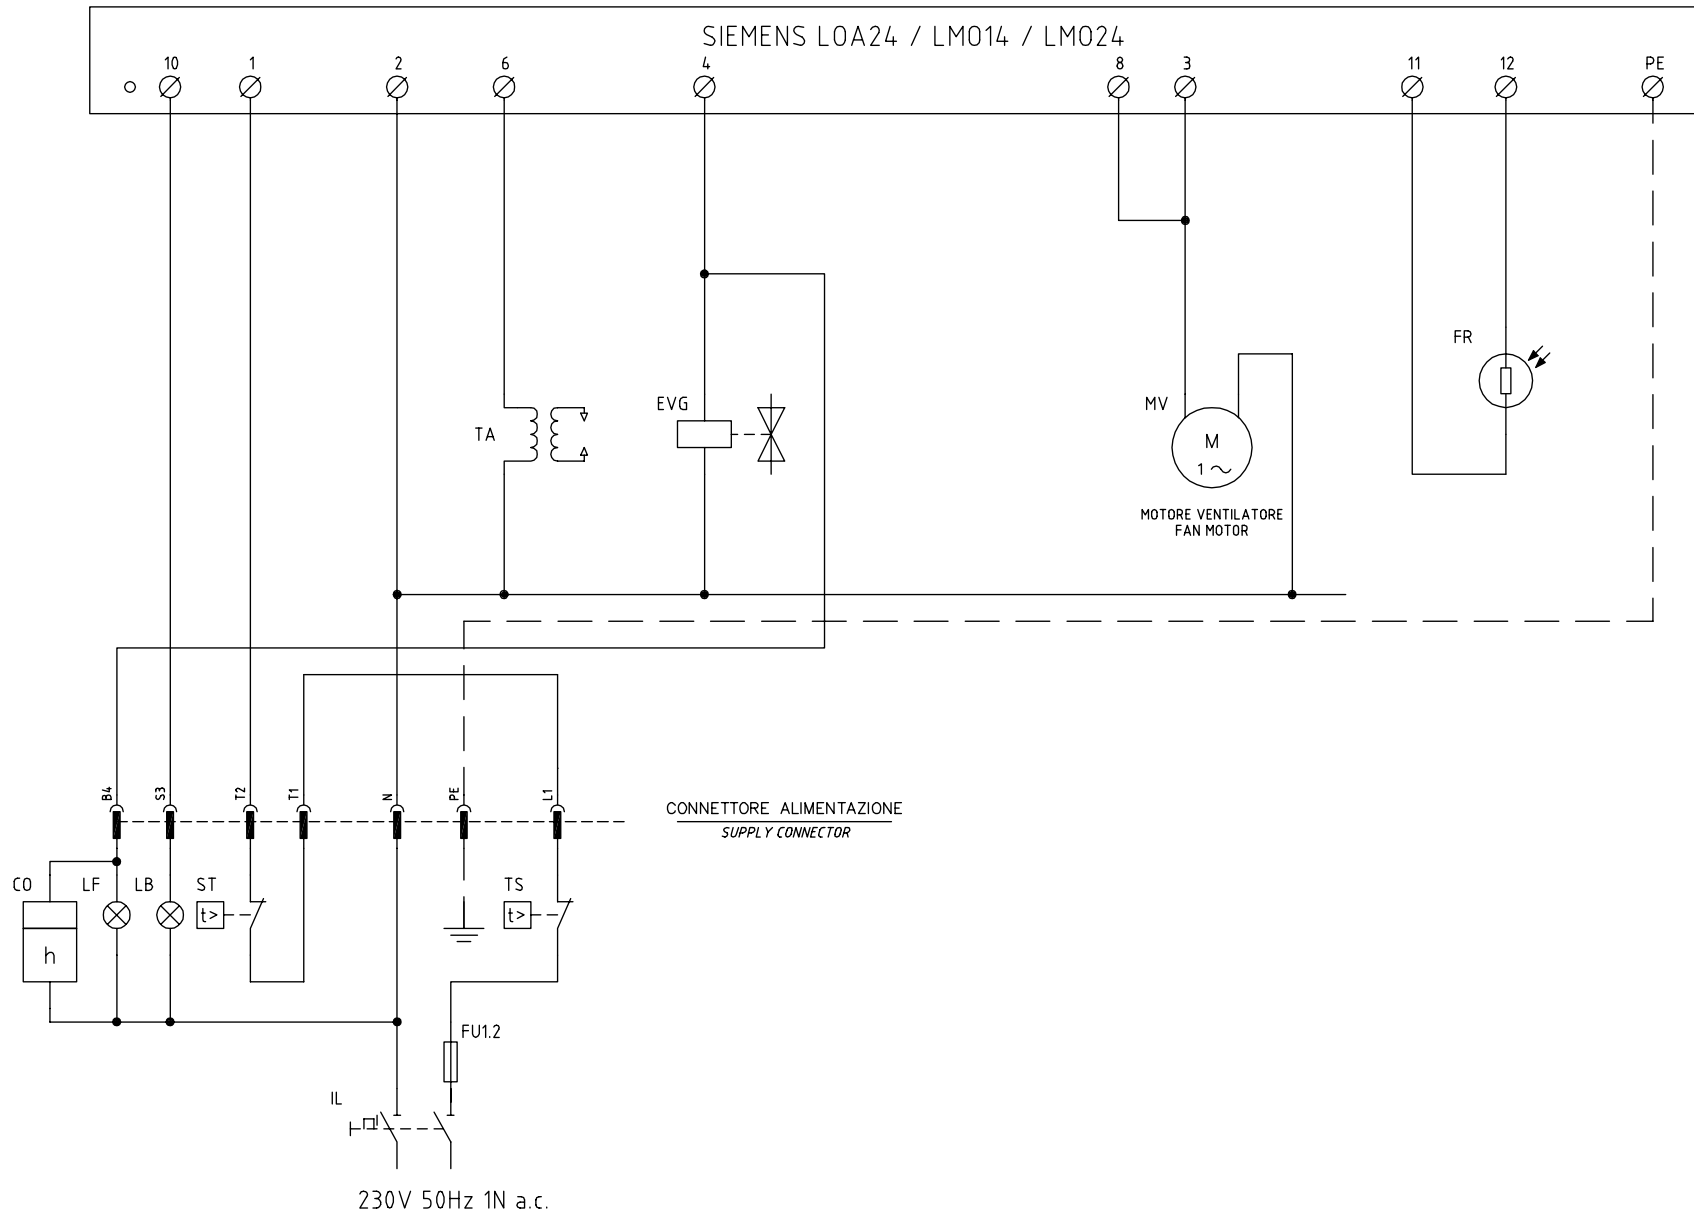 SIEMENS LOA24 / LMO14 / LMO24
10 1 2 6 4 8 3 11 12 PE
FR
EVG
MV
TA
M
1~
MOTORE VENTILATORE
FAN MOTOR
B4 S3 T2 T1 N PE L1
CONNETTORE ALIMENTAZIONE
SUPPLY CONNECTOR
CO LF LB ST TS
t> t>
h
FU1.2
IL
230V 50Hz 1N a.c.